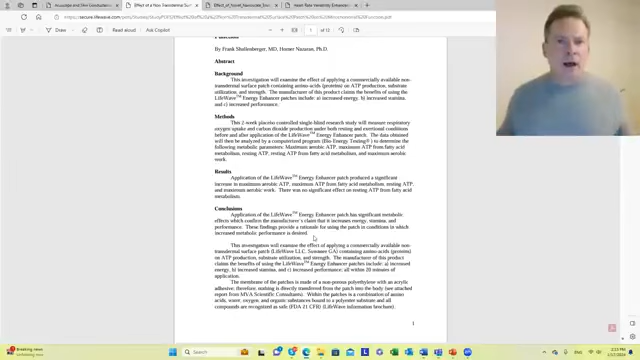 Function
By Frank Shallenberger, MD, Homer Nazeran, Ph.D.
Abstract
Background
This investigation will examine the effect of applying a commercially available non-
transdermal surface patch containing amino-acids (proteins) on ATP production, substrate
utilization, and strength. The manufacturer of this product claims the benefits of using the
LifeWave™ Energy Enhancer patches include: a) increased energy, b) increased stamina,
and c) increased performance.
Methods
This 2-week placebo controlled single-blind research study will measure respiratory
oxygen uptake and carbon dioxide production under both resting and exertional conditions
before and after application of the LifeWave™ Energy Enhancer patch. The data obtained
will then be analyzed by a computerized program (Bio Energy Testing®) to determine the
following metabolic parameters: Maximum aerobic ATP, maximum ATP from fatty acid
metabolism, resting ATP, resting ATP from fatty acid metabolism, and maximum aerobic
work.
Results
Application of the LifeWave™ Energy Enhancer patch produced a significant
increase in maximum aerobic ATP, maximum ATP from fatty acid metabolism, resting ATP,
and maximum aerobic work. There was no significant effect on resting ATP from fatty acid
metabolism.
Conclusions
Application of the LifeWave™ Energy Enhancer patch has significant metabolic
effects which confirm the manufacturer's claim that it increases energy, stamina, and
performance. These findings provide a rationale for using the patch in conditions in which
increased metabolic performance is desired.
This investigation will examine the effect of applying a commercially available non-
transdermal surface patch (LifeWave LLC, Suwanee GA) containing amino-acids (proteins)
on ATP production, substrate utilization, and strength. The manufacturer of this product
claims the benefits of using the LifeWave™ Energy Enhancer patches include: a) increased
energy, b) increased stamina, and c) increased performance; all within 20 minutes of
application.
The membrane of the patches is made of a non-porous polyethylene with an acrylic
adhesive; therefore, nothing is directly transferred from the patch into the body (see attached
report from MVA Scientific Consultants). Within the patches is a combination of amino
acids, water, oxygen, and organic substances bound to a polyester substrate and all
compounds are recognized as safe (FDA 21 CFR) (LifeWave information brochure).
1
Breaking news
Search